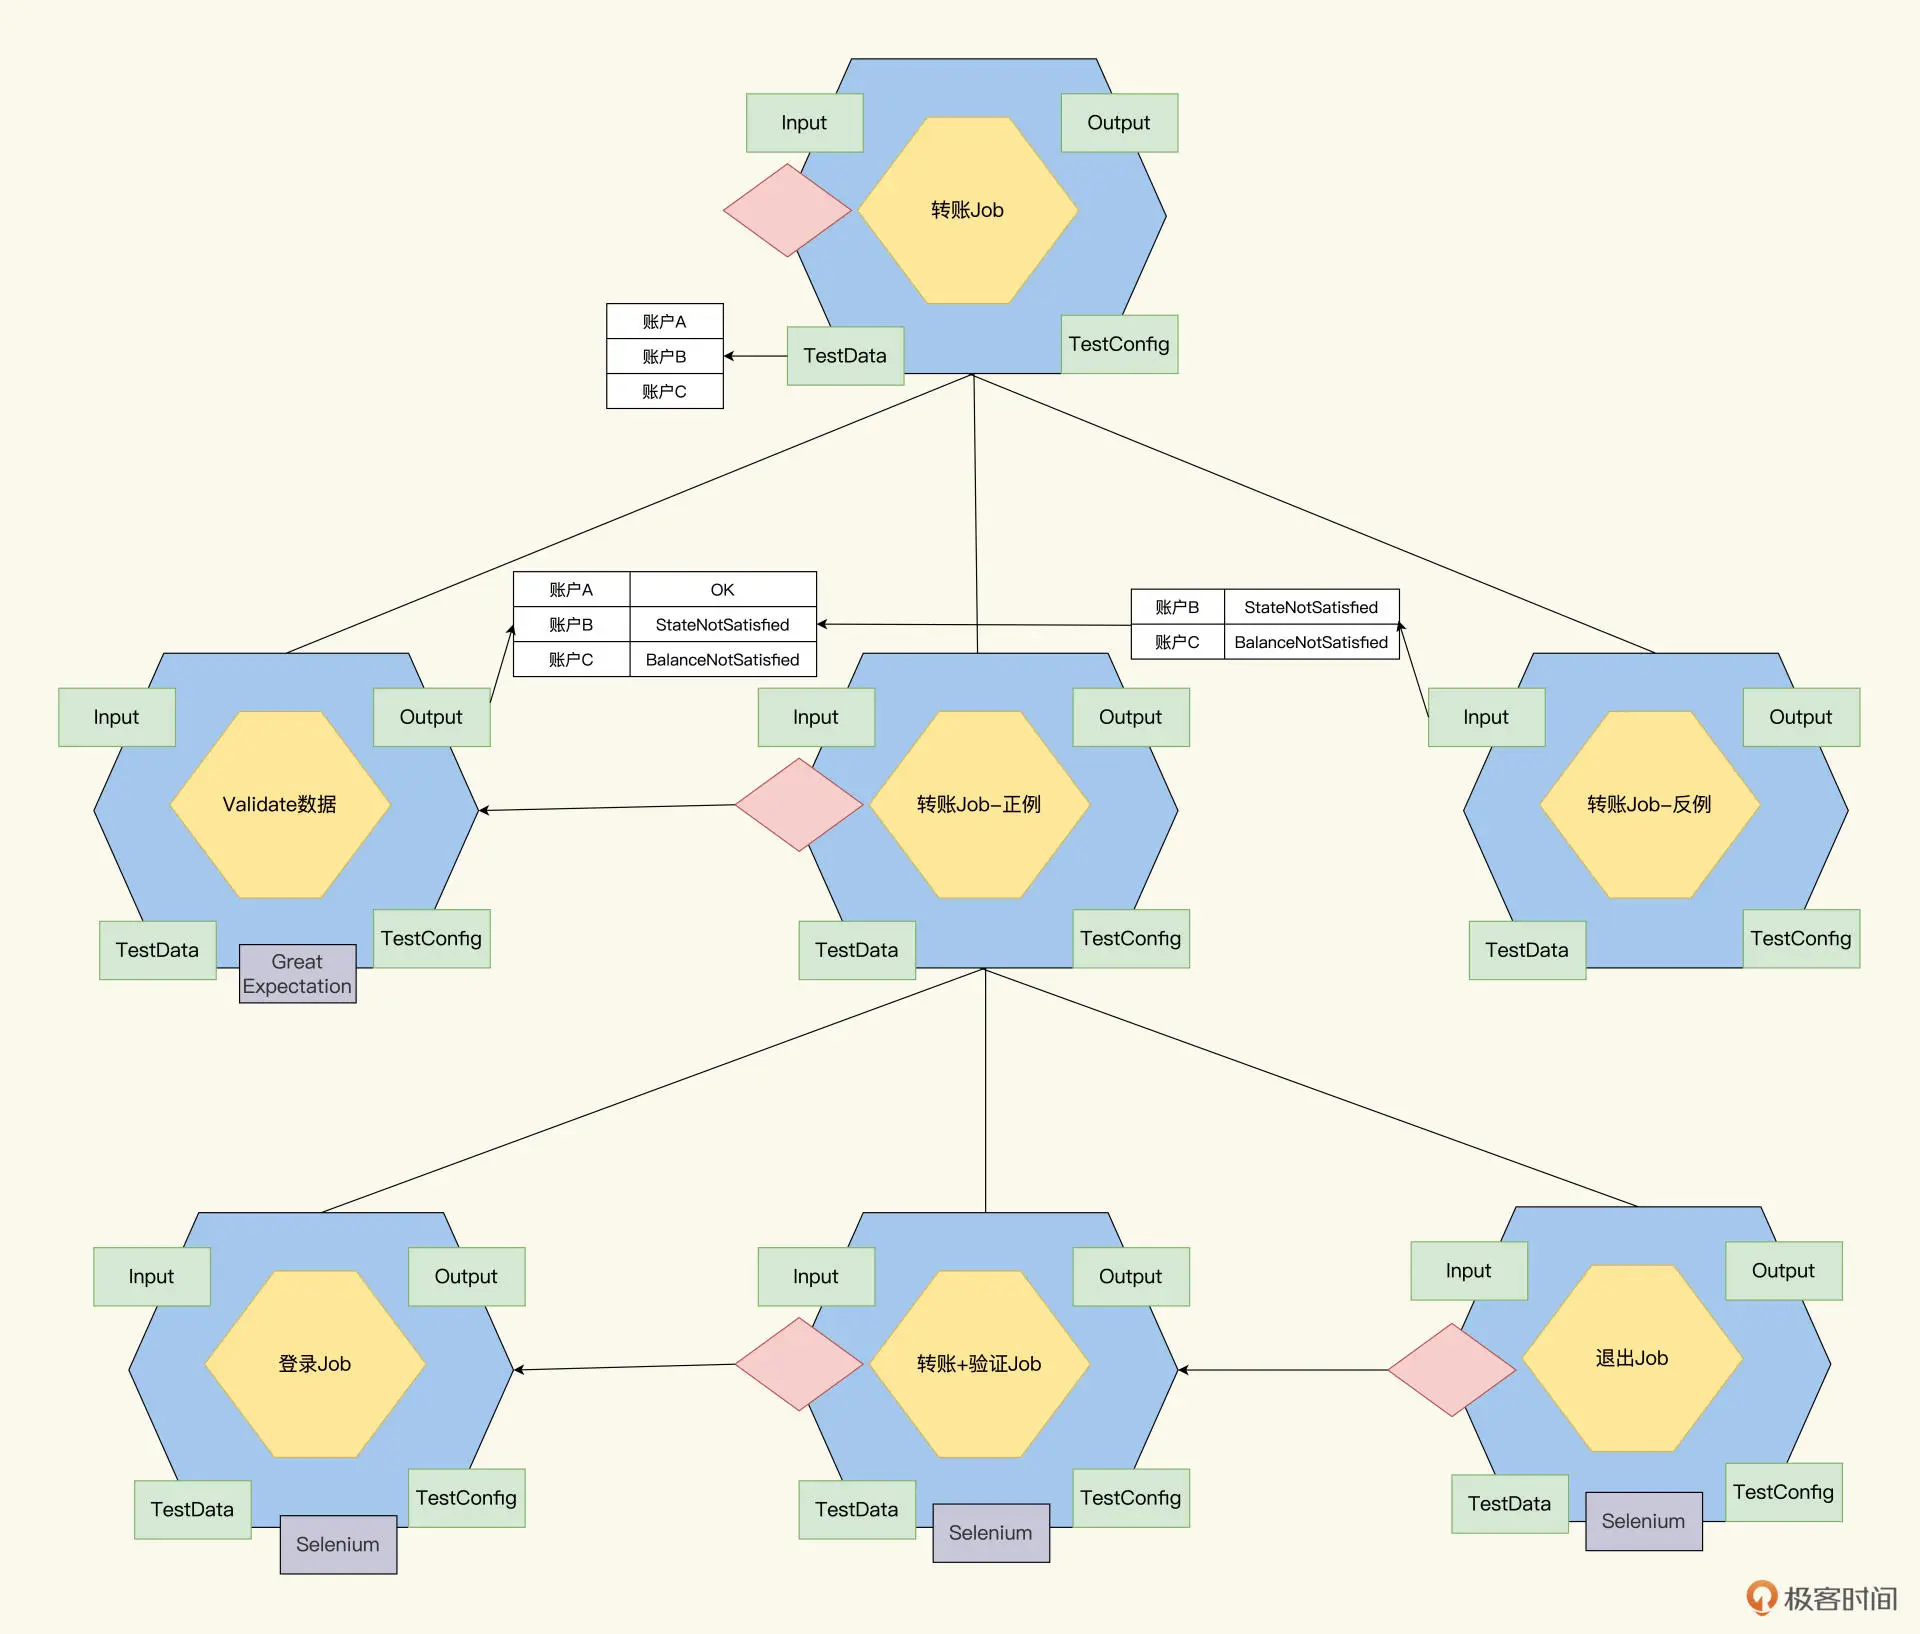 Input
Output
转账Job
账户A
账户B
账户C
TestData
TestConfig
账户A
OK
账户B
StateNotSatisfied
账户C
BalanceNotSatisfied
账户B
StateNotSatisfied
账户C
BalanceNotSatisfied
Input
Output
Validate数据
TestData
TestConfig
Great
Expectation
Input
Output
转账Job-正例
TestData
TestConfig
Input
Output
转账Job-反例
TestData
TestConfig
Input
Output
登录Job
TestData
TestConfig
Selenium
Input
Output
转账+验证Job
TestData
TestConfig
Selenium
Input
Output
退出Job
TestData
TestConfig
Selenium
极客时间